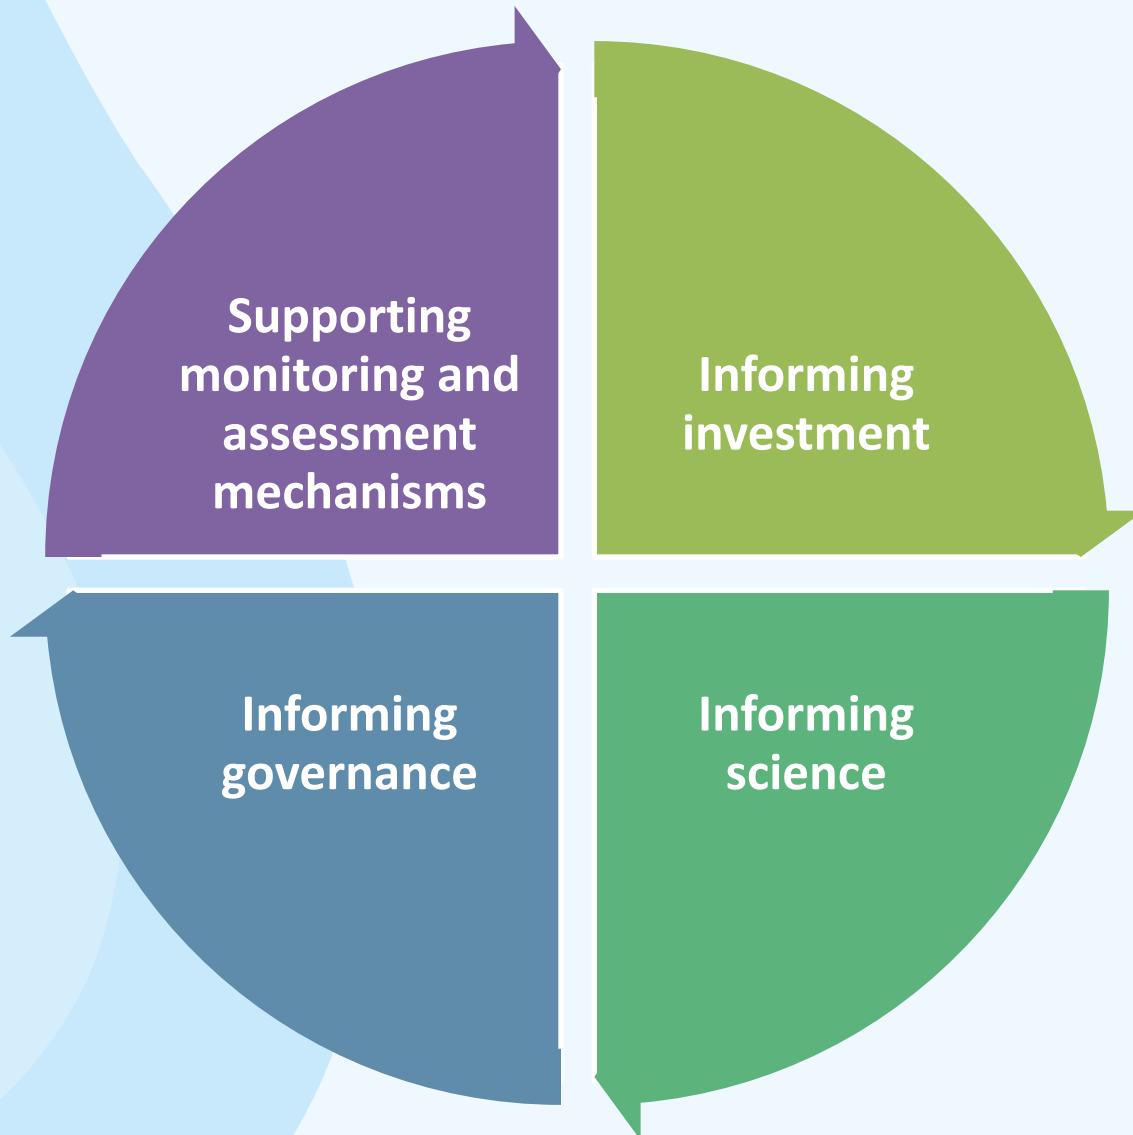 Supporting
monitoring and
assessment
mechanisms
Informing
investment
Informing
governance
Informing
science